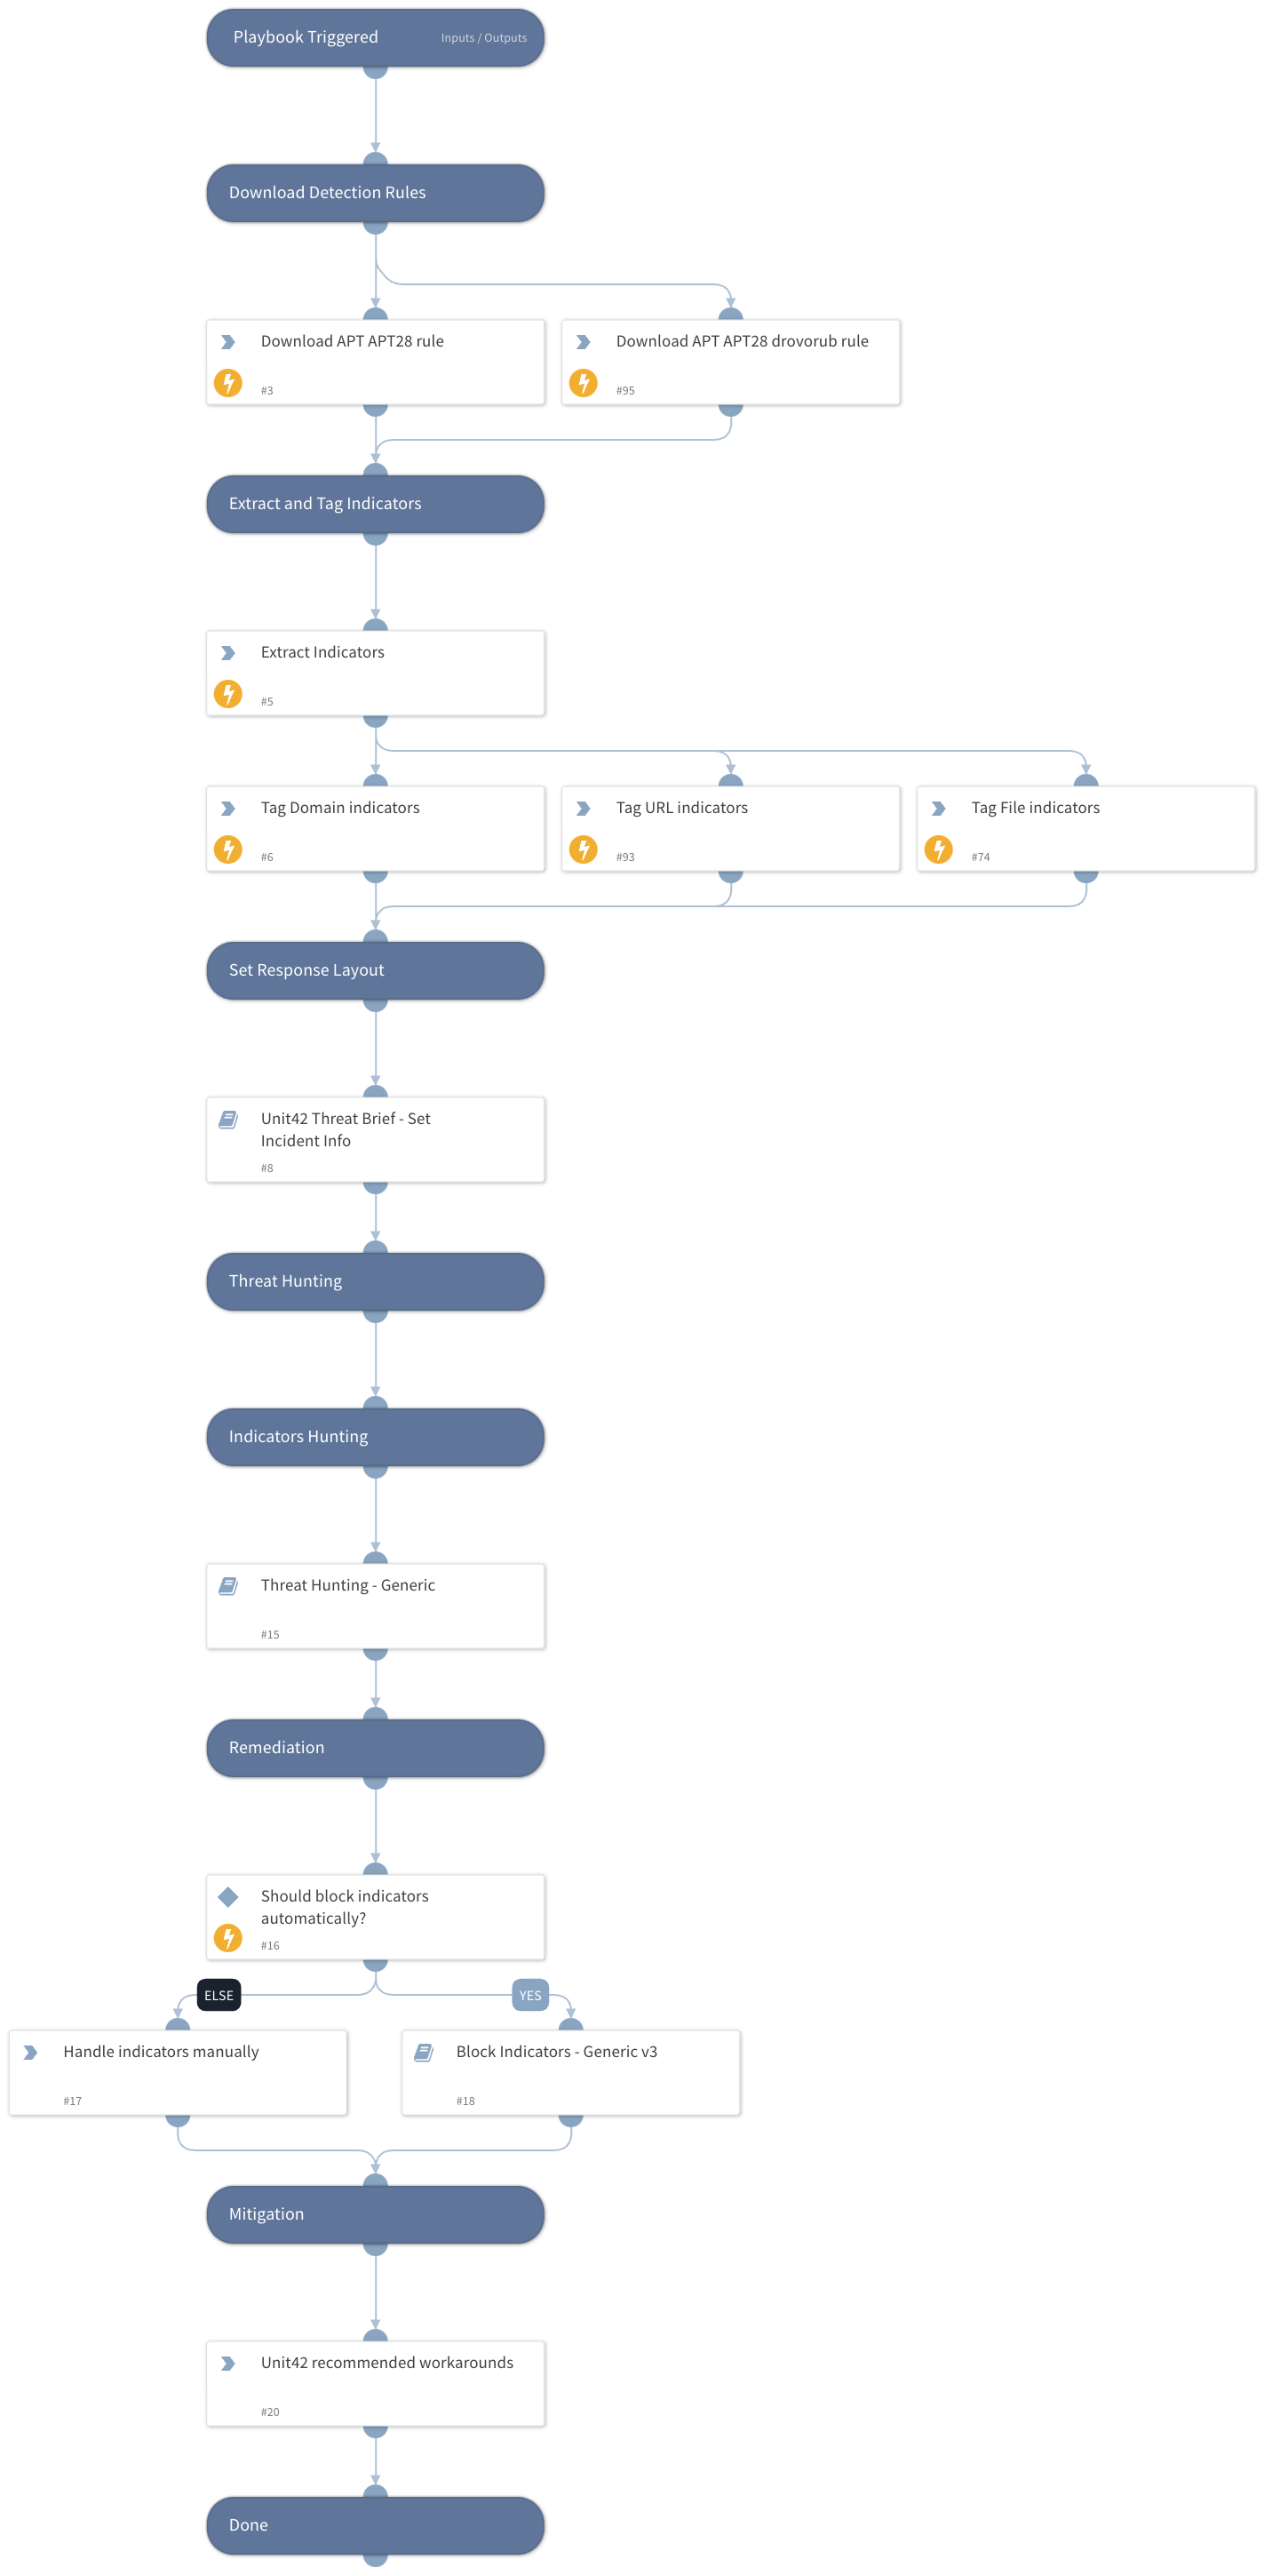 Playbook Triggered
Inputs / Outputs
Download Detection Rules
Download APT APT28 rule
#3
Download APT APT28 drovorub rule
#95
Extract and Tag Indicators
Extract Indicators
#5
Tag Domain indicators
#6
Tag URL indicators
#93
Tag File indicators
#74
Set Response Layout
Unit42 Threat Brief - Set
Incident Info
#8
Threat Hunting
Indicators Hunting
Threat Hunting - Generic
#15
Remediation
Should block indicators
automatically?
#16
ELSE
YES
Handle indicators manually
#17
Block Indicators - Generic v3
#18
Mitigation
Unit42 recommended workarounds
#20
Done